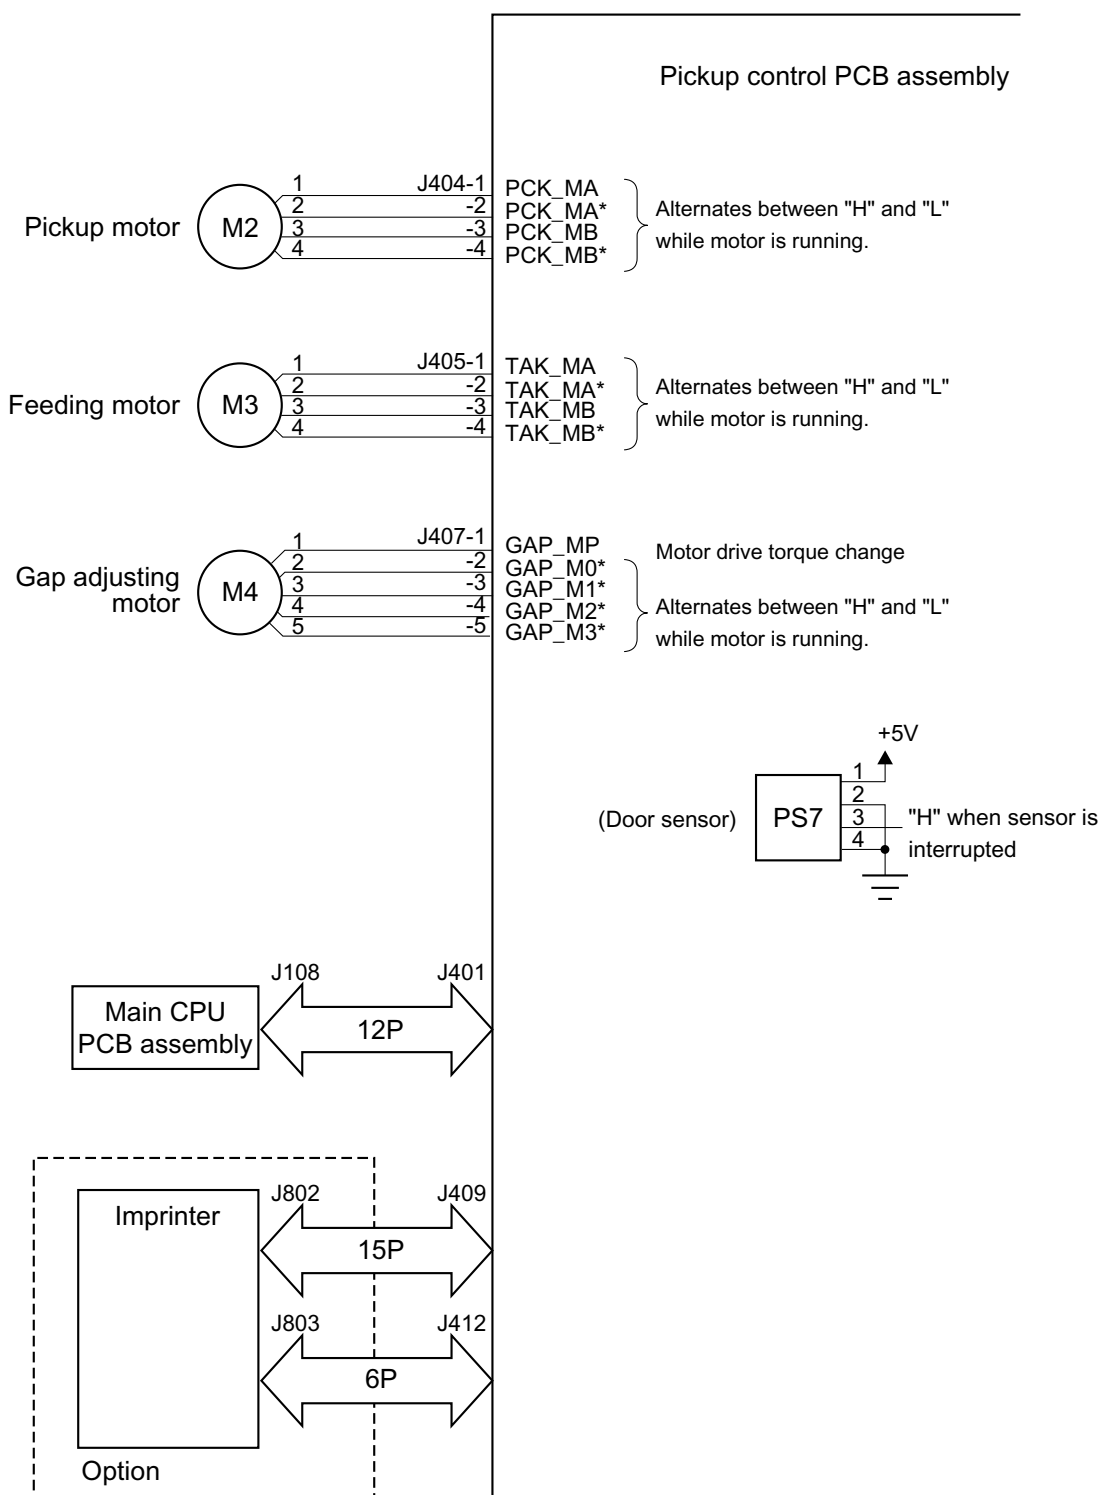 Pickup control PCB assembly
Pickup motor
M2
1
2
3
4
J404-1
-2
-3
-4
PCK_MA
PCK_MA*
PCK_MB
PCK_MB*
Alternates between "H" and "L"
while motor is running.
Feeding motor
M3
1
2
3
4
J405-1
-2
-3
-4
TAK_MA
TAK_MA*
TAK_MB
TAK_MB*
Alternates between "H" and "L"
while motor is running.
Gap adjusting
motor
M4
1
2
3
4
5
J407-1
-2
-3
-4
-5
GAP_MP
GAP_M0*
GAP_M1*
GAP_M2*
GAP_M3*
Motor drive torque change
Alternates between "H" and "L"
while motor is running.
+5V
(Door sensor)
PS7
1
2
3
4
"H" when sensor is
interrupted
Main CPU
PCB assembly
J108
J401
12P
Imprinter
J802
J409
15P
J803
J412
6P
Option